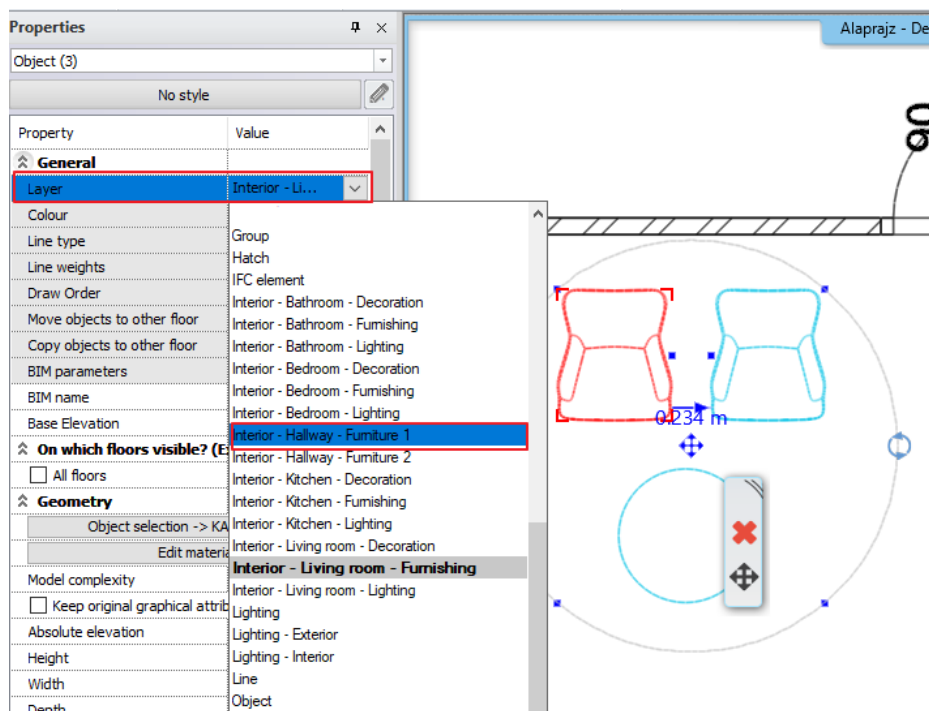 Properties
Alaprajz - De
Object (3)
No style
Property Value
General
Layer Interior - Li...
Colour
Line type
Line weights
Draw Order
Move objects to other floor
Copy objects to other floor
BIM parameters
BIM name
Base Elevation
On which floors visible? (E
All floors
Geometry
Object selection -> KA
Edit materia
Model complexity
Keep original graphical attrib
Absolute elevation
Height
Width
Depth
Group
Hatch
IFC element
Interior - Bathroom - Decoration
Interior - Bathroom - Furnishing
Interior - Bathroom - Lighting
Interior - Bedroom - Decoration
Interior - Bedroom - Furnishing
Interior - Bedroom - Lighting
Interior - Hallway - Furniture 1
Interior - Hallway - Furniture 2
Interior - Kitchen - Decoration
Interior - Kitchen - Furnishing
Interior - Kitchen - Lighting
Interior - Living room - Decoration
Interior - Living room - Furnishing
Interior - Living room - Lighting
Lighting
Lighting - Exterior
Lighting - Interior
Line
Object
90
0.234 m